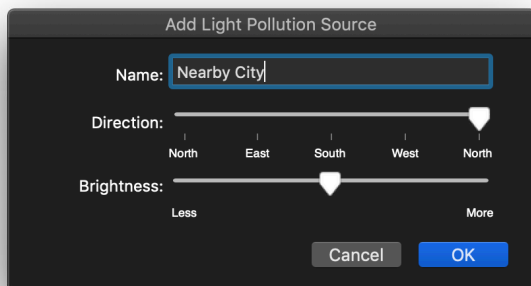 Add Light Pollution Source
Name: Nearby City
Direction:
North East South West North
Brightness:
Less More
Cancel OK